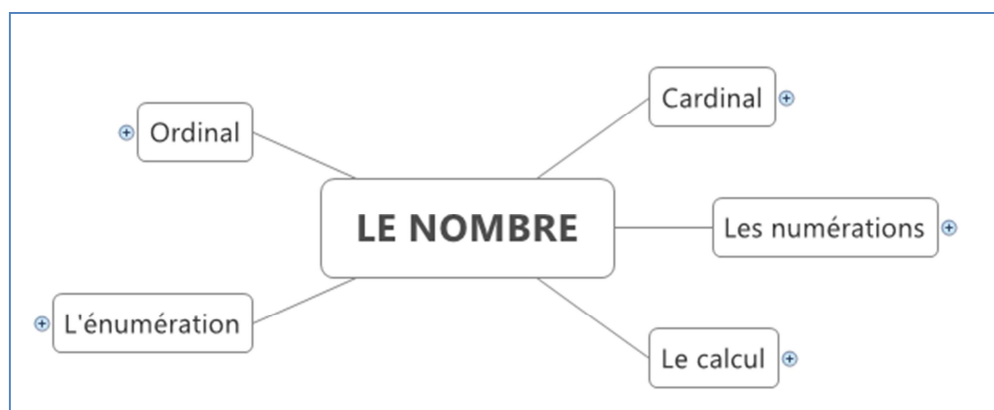 Cardinal
Ordinal
LE NOMBRE
Les numérations
L'énumération
Le calcul